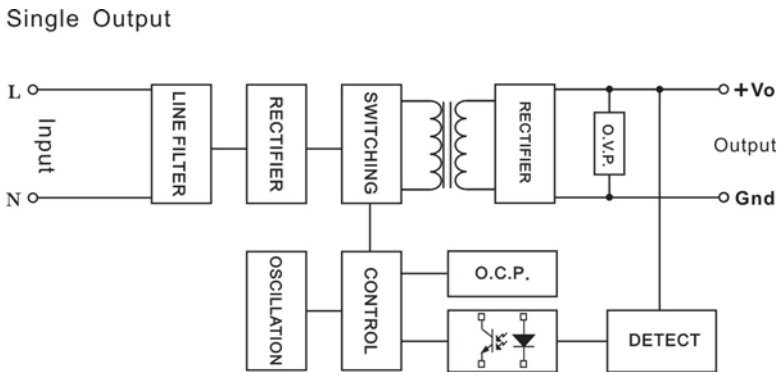 Single Output
L
Input
N
LINE FILTER
RECTIFIER
SWITCHING
RECTIFIER
O.V.P.
+Vo
Output
Gnd
OSCILLATION
CONTROL
O.C.P.
DETECT